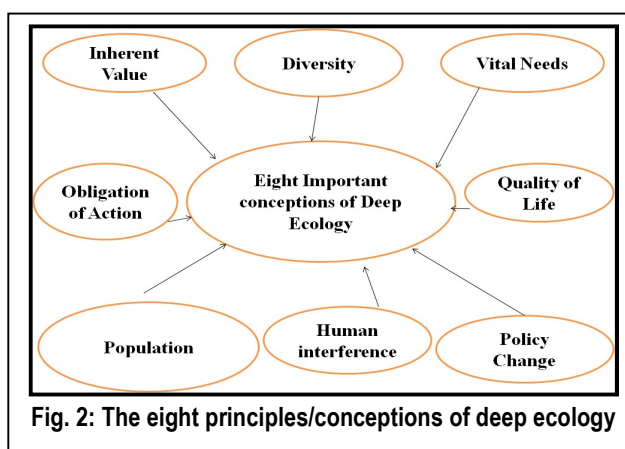 Inherent
Value
Diversity
Vital Needs
Obligation
of Action
Eight Important
conceptions of Deep
Ecology
Quality of
Life
Population
Human
interference
Policy
Change
Fig. 2: The eight principles/conceptions of deep ecology